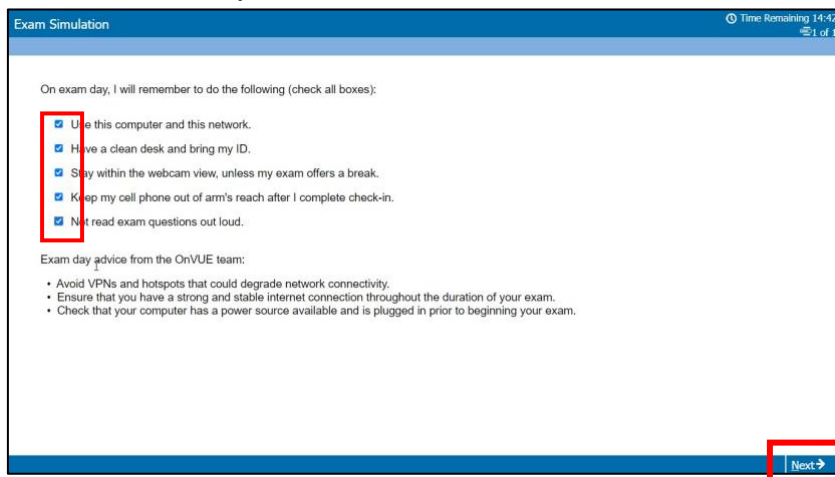 Exam Simulation
Time Remaining 14:42
1 of 1
On exam day, I will remember to do the following (check all boxes):
Use this computer and this network.
Have a clean desk and bring my ID.
Stay within the webcam view, unless my exam offers a break.
Keep my cell phone out of arm's reach after I complete check-in.
Not read exam questions out loud.
Exam day advice from the OnVUE team:
• Avoid VPNs and hotspots that could degrade network connectivity.
• Ensure that you have a strong and stable internet connection throughout the duration of your exam.
• Check that your computer has a power source available and is plugged in prior to beginning your exam.
Next